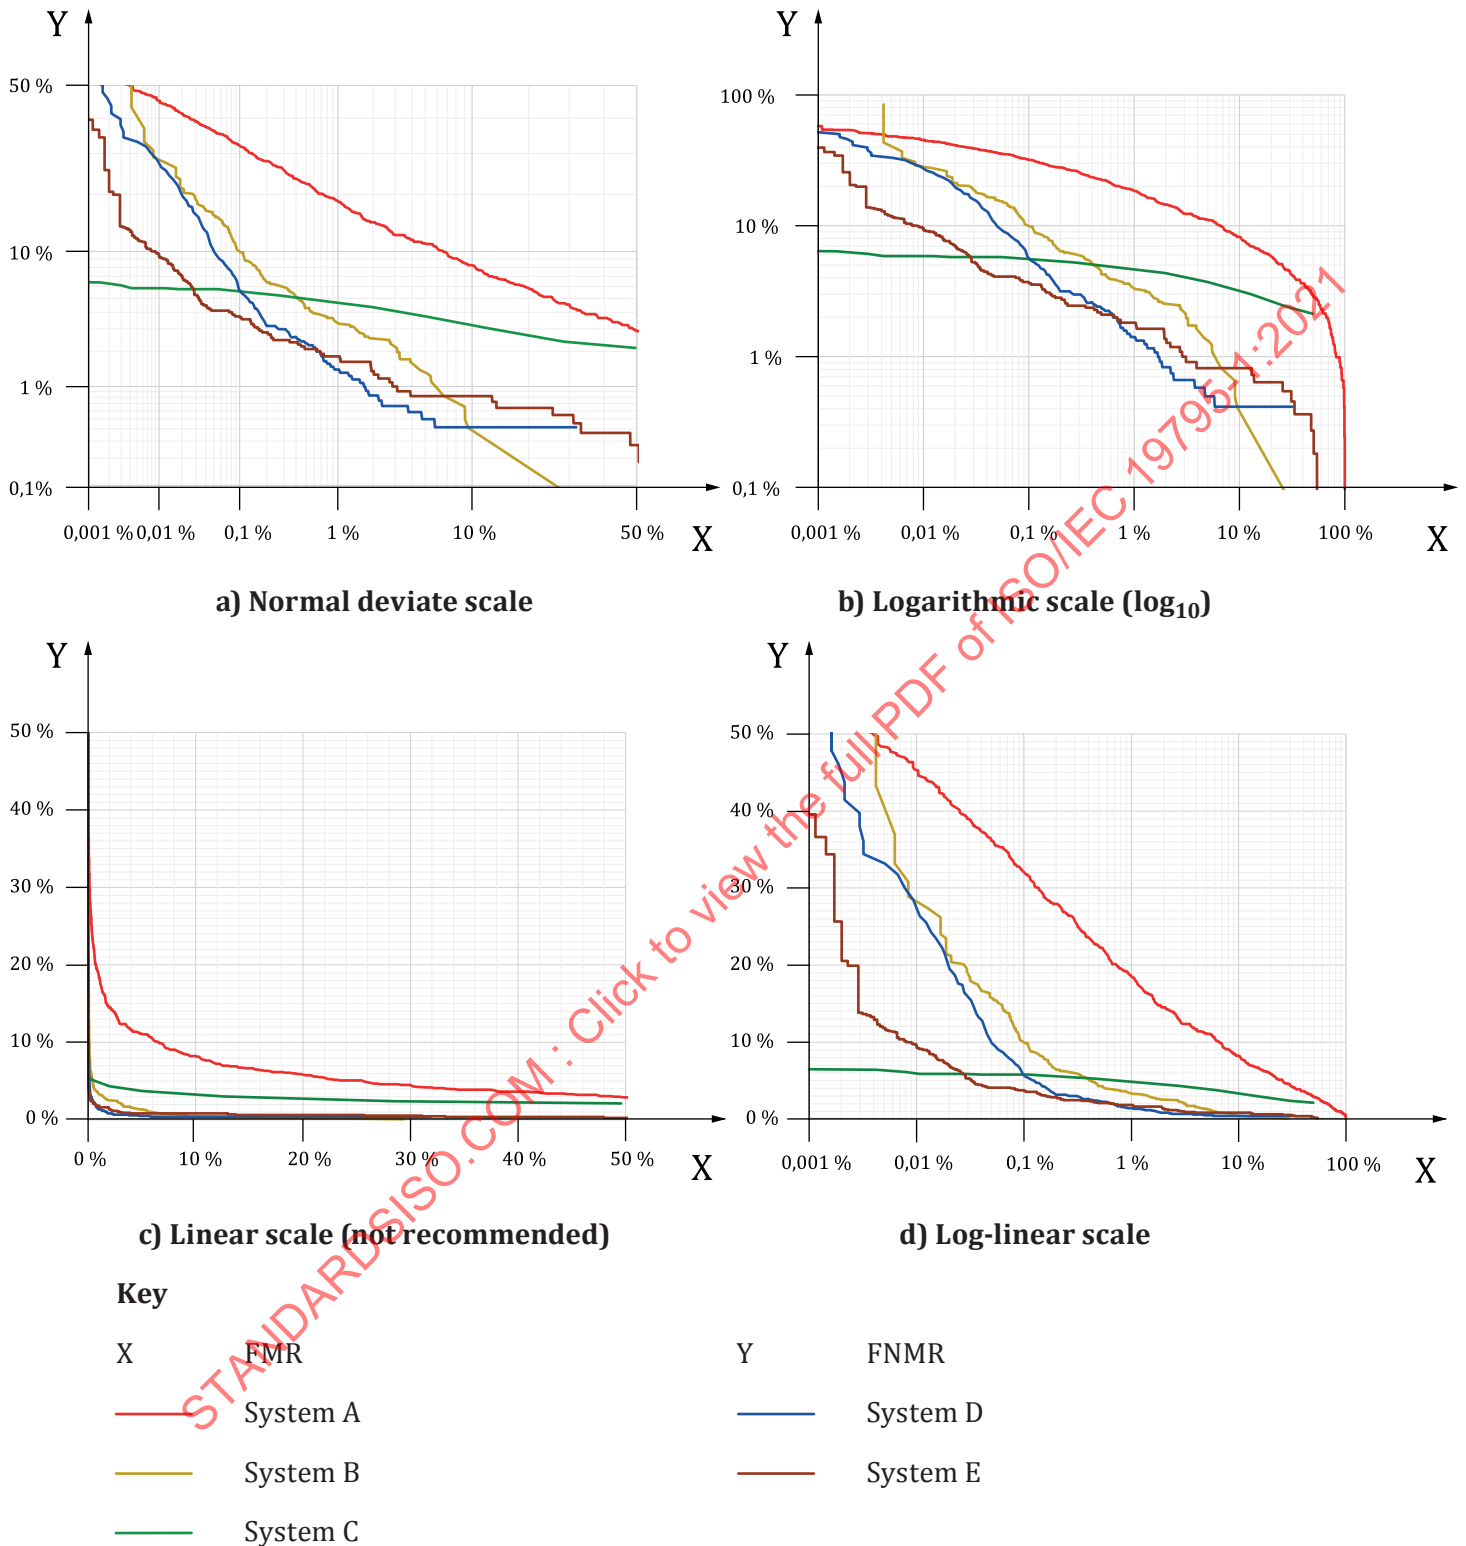 Y
50 %
10 %
1 %
0,1%
0,001 % 0,01 % 0,1 % 1 % 10 % 50 % X
a) Normal deviate scale
Y
100 %
10 %
1 %
0,1 %
0,001 % 0,01 % 0,1 % 1 % 10 % 100 % X
b) Logarithmic scale (log10)
Y
50 %
40 %
30 %
20 %
10 %
0 %
0 % 10 % 20 % 30 % 40 % 50 % X
c) Linear scale (not recommended)
Y
50 %
40 %
30 %
20 %
10 %
0 %
0,001 % 0,01 % 0,1 % 1 % 10 % 100 % X
d) Log-linear scale
Key
X FMR Y FNMR
System A System D
System B System E
System C
STANDARDSISO.COM : Click to view the full PDF of ISO/IEC 19795-1:2021